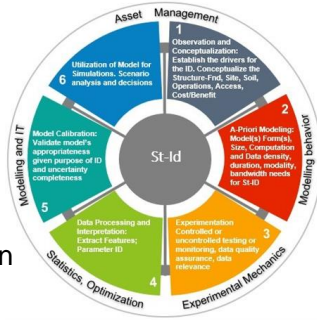 Asset Management
1
Observation and
Conceptualization:
Establish the drivers for
the ID. Conceptualize the
Structure-Fnd, Site, Soil,
Operations, Access,
Cost/Benefit
2
A-Priori Modeling:
Model(s) Form(s),
Size, Computation
and Data density,
duration, modality,
bandwidth needs
for St-ID
Modelling behavior
3
Experimentation
Controlled or
uncontrolled testing or
monitoring, data quality
assurance, data
relevance
Experimental Mechanics
4
Data Processing and
Interpretation:
Extract Features;
Parameter ID
Statistics, Optimization
5
Model Calibration:
Validate model's
appropriateness
given purpose of ID
and uncertainty
completeness
Modelling and IT
6
Utilization of Model for
Simulations. Scenario
analysis and decisions
St-Id
n